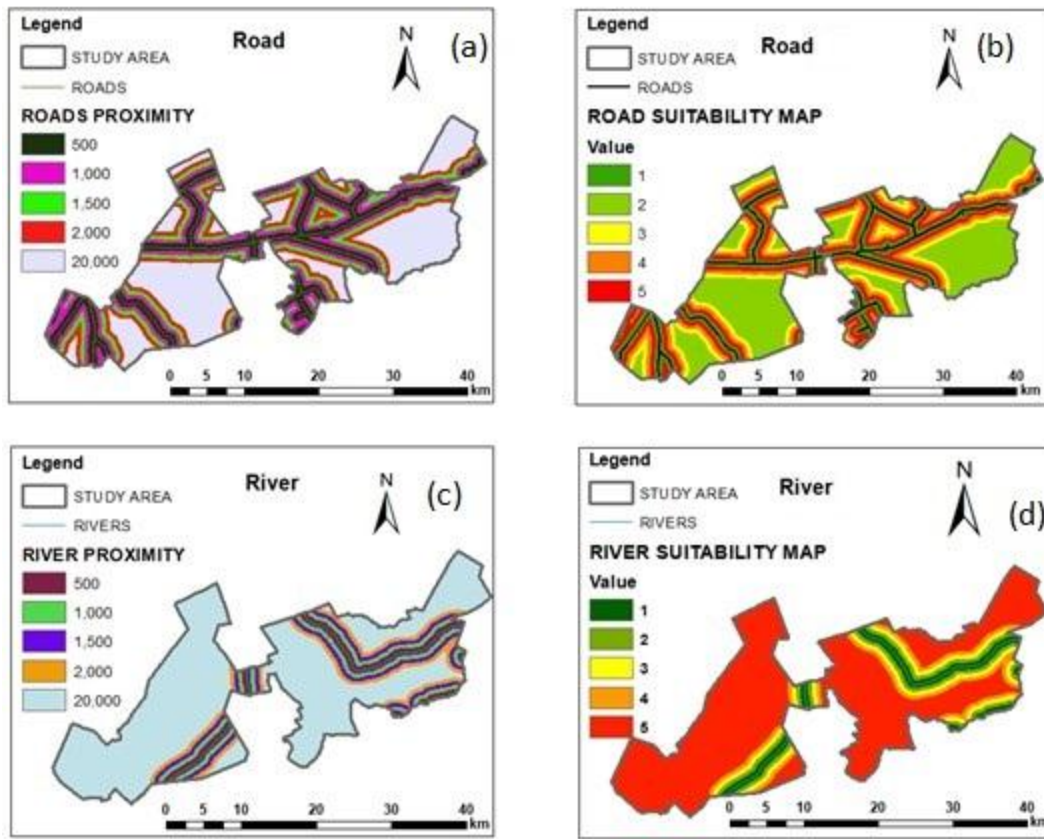 Legend
Road
N
(a)
STUDY AREA
ROADS
ROADS PROXIMITY
500
1,000
1,500
2,000
20,000
0 5 10 20 30 40
km
Legend
Road
N
(b)
STUDY AREA
ROADS
ROAD SUITABILITY MAP
Value
1
2
3
4
5
0 5 10 20 30 40
km
Legend
River
N
(c)
STUDY AREA
RIVERS
RIVER PROXIMITY
500
1,000
1,500
2,000
20,000
0 5 10 20 30 40
km
Legend
River
N
(d)
STUDY AREA
RIVERS
RIVER SUITABILITY MAP
Value
1
2
3
4
5
0 5 10 20 30 40
km